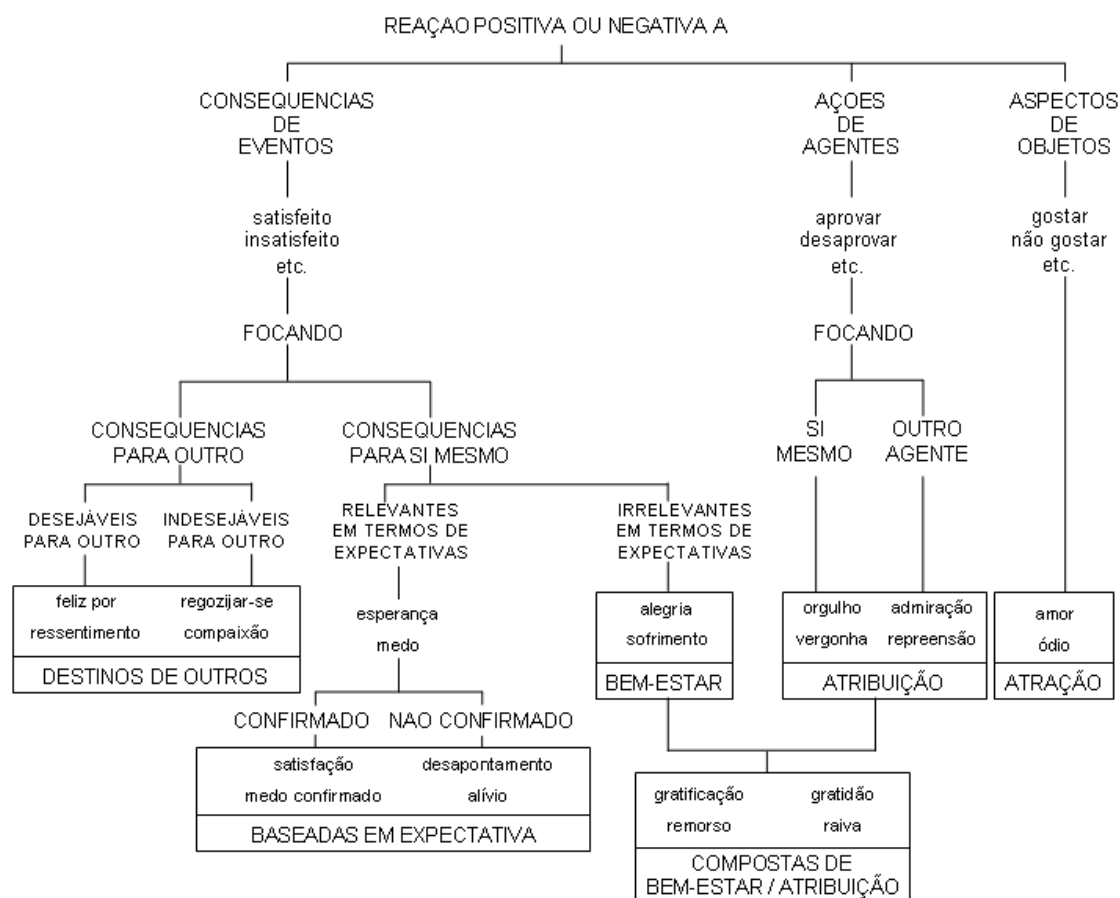 REAÇAO POSITIVA OU NEGATIVA A
CONSEQUENCIAS
DE
EVENTOS
AÇOES
DE
AGENTES
ASPECTOS
DE
OBJETOS
satisfeito
insatisfeito
etc.
aprovar
desaprovar
etc.
gostar
não gostar
etc.
FOCANDO
FOCANDO
CONSEQUENCIAS
PARA OUTRO
CONSEQUENCIAS
PARA SI MESMO
SI
MESMO
OUTRO
AGENTE
DESEJÁVEIS
PARA OUTRO
INDESEJÁVEIS
PARA OUTRO
RELEVANTES
EM TERMOS DE
EXPECTATIVAS
IRRELEVANTES
EM TERMOS DE
EXPECTATIVAS
feliz por
ressentimento
regozijar-se
compaixão
DESTINOS DE OUTROS
esperança
medo
alegria
sofrimento
BEM-ESTAR
orgulho
vergonha
admiração
repreensão
ATRIBUIÇÃO
amor
ódio
ATRAÇÃO
CONFIRMADO
NAO CONFIRMADO
satisfação
medo confirmado
desapontamento
alívio
BASEADAS EM EXPECTATIVA
gratificação
remorso
gratidão
raiva
COMPOSTAS DE
BEM-ESTAR / ATRIBUIÇÃO